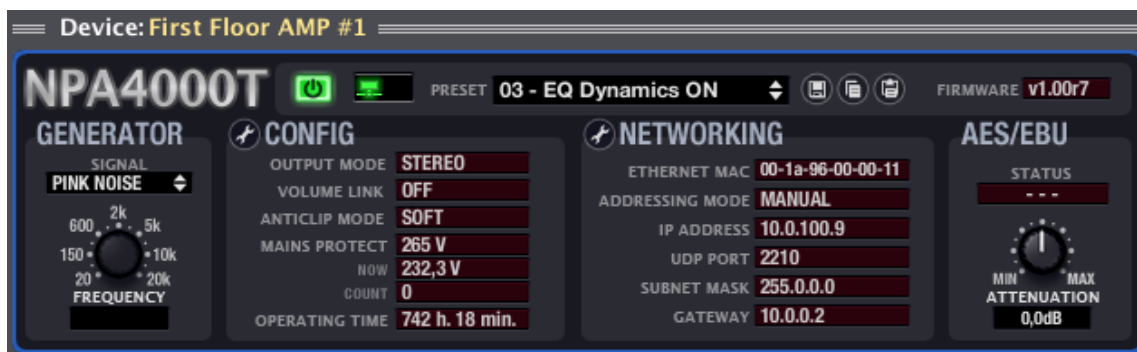 Device: First Floor AMP #1
NPA4000T
PRESET 03 - EQ Dynamics ON
FIRMWARE v1.00r7
GENERATOR
SIGNAL
PINK NOISE
600 2k 5k
150 10k
20 20k
FREQUENCY
CONFIG
OUTPUT MODE STEREO
VOLUME LINK OFF
ANTICLIP MODE SOFT
MAINS PROTECT 265 V
NOW 232,3 V
COUNT 0
OPERATING TIME 742 h. 18 min.
NETWORKING
ETHERNET MAC 00-1a-96-00-00-11
ADDRESSING MODE MANUAL
IP ADDRESS 10.0.100.9
UDP PORT 2210
SUBNET MASK 255.0.0.0
GATEWAY 10.0.0.2
AES/EBU
STATUS
- - -
MIN MAX
ATTENUATION
0,0dB